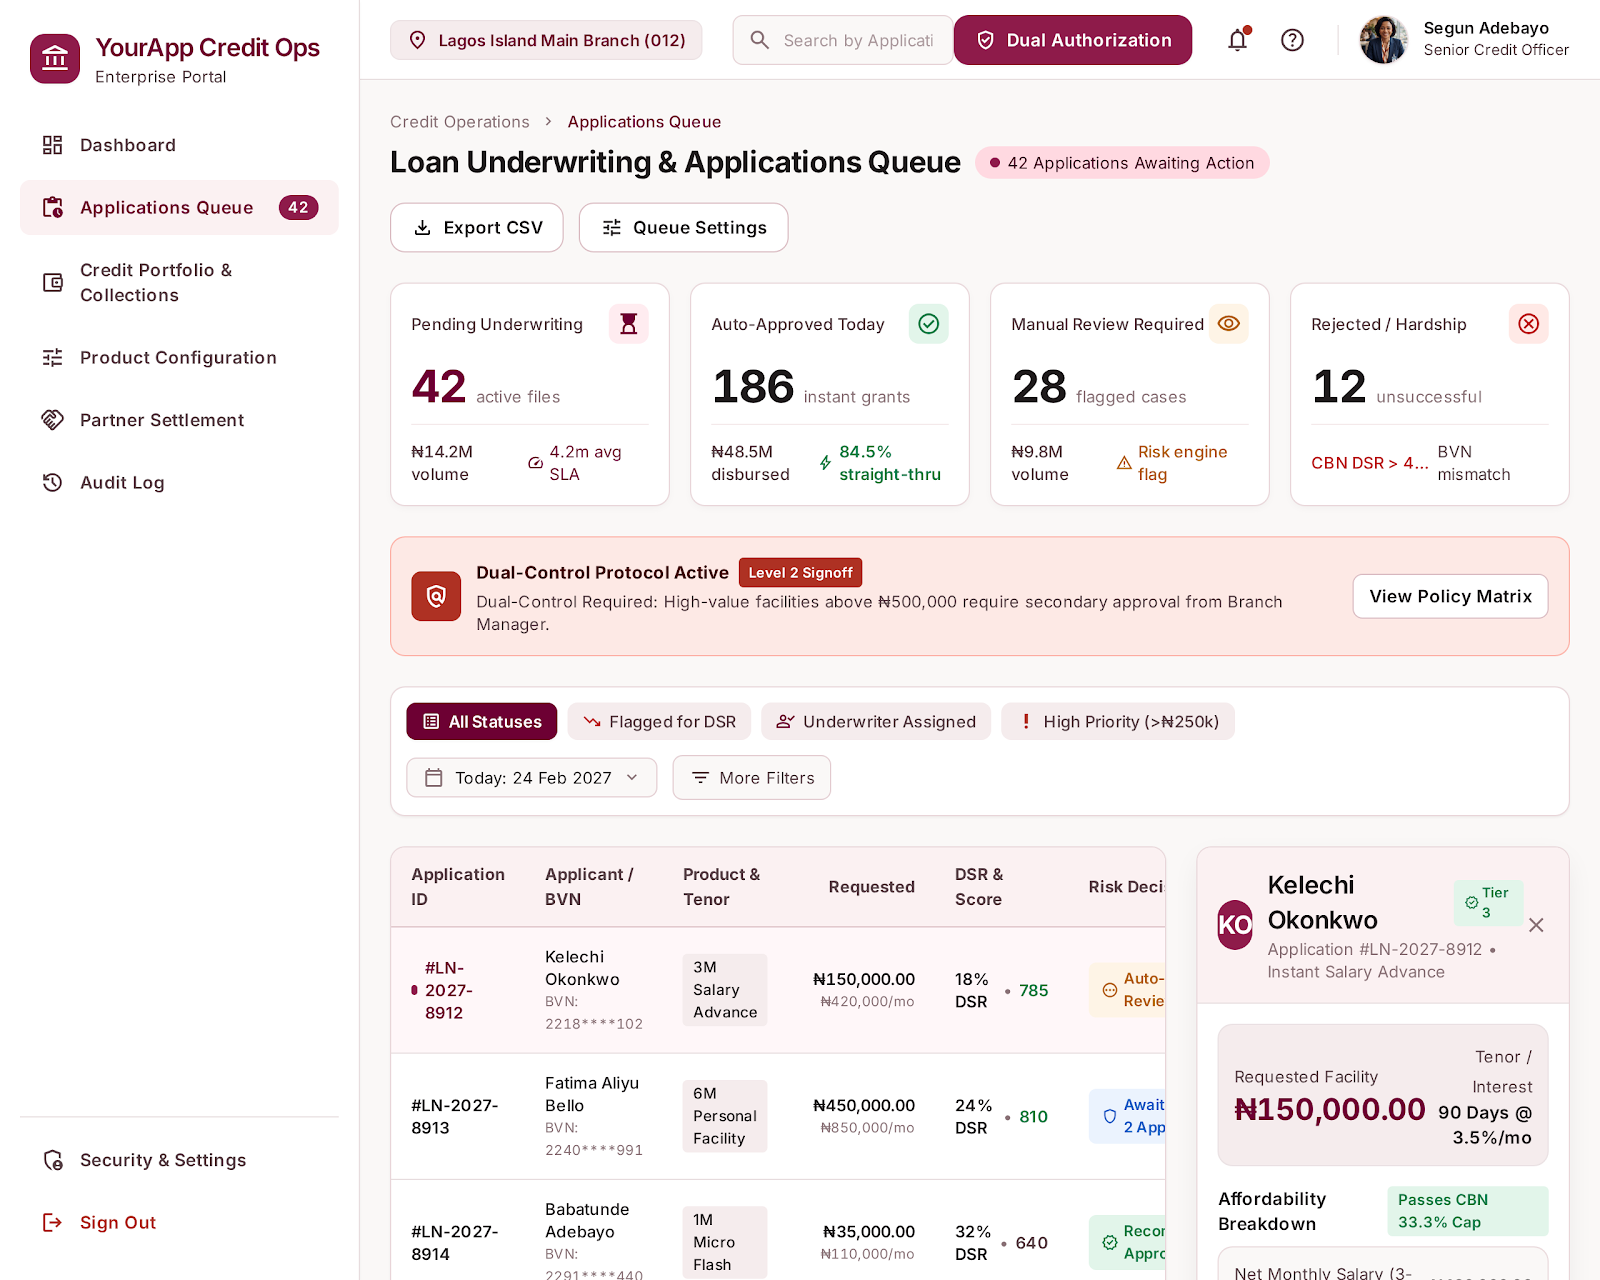 YourApp Credit Ops
Enterprise Portal
Dashboard
Applications Queue 42
Credit Portfolio &
Collections
Product Configuration
Partner Settlement
Audit Log
Security & Settings
Sign Out
Lagos Island Main Branch (012)
Search by Applicati
Dual Authorization
Segun Adebayo
Senior Credit Officer
Credit Operations > Applications Queue
Loan Underwriting & Applications Queue
42 Applications Awaiting Action
Export CSV
Queue Settings
Pending Underwriting
42 active files
₦14.2M
volume
4.2m avg
SLA
Auto-Approved Today
186 instant grants
₦48.5M
disbursed
84.5%
straight-thru
Manual Review Required
28 flagged cases
₦9.8M
volume
Risk engine
flag
Rejected / Hardship
12 unsuccessful
CBN DSR > 4...
BVN
mismatch
Dual-Control Protocol Active Level 2 Signoff
Dual-Control Required: High-value facilities above ₦500,000 require secondary approval from Branch
Manager.
View Policy Matrix
All Statuses
Flagged for DSR
Underwriter Assigned
High Priority (>₦250k)
Today: 24 Feb 2027
More Filters
Application
ID
Applicant /
BVN
Product &
Tenor
Requested
DSR &
Score
Risk Deci
#LN-
2027-
8912
Kelechi
Okonkwo
BVN:
2218****102
3M
Salary
Advance
₦150,000.00
₦420,000/mo
18%
DSR
• 785
Auto-
Revie
#LN-2027-
8913
Fatima Aliyu
Bello
BVN:
2240****991
6M
Personal
Facility
₦450,000.00
₦850,000/mo
24%
DSR
• 810
Await
2 App
#LN-2027-
8914
Babatunde
Adebayo
BVN:
2291****440
1M
Micro
Flash
₦35,000.00
₦110,000/mo
32%
DSR
• 640
Recor
Appro
KO
Kelechi
Okonkwo
Tier
3
Application #LN-2027-8912 •
Instant Salary Advance
Requested Facility
₦150,000.00
Tenor /
Interest
90 Days @
3.5%/mo
Affordability
Breakdown
Passes CBN
33.3% Cap
Net Monthly Salary (3-